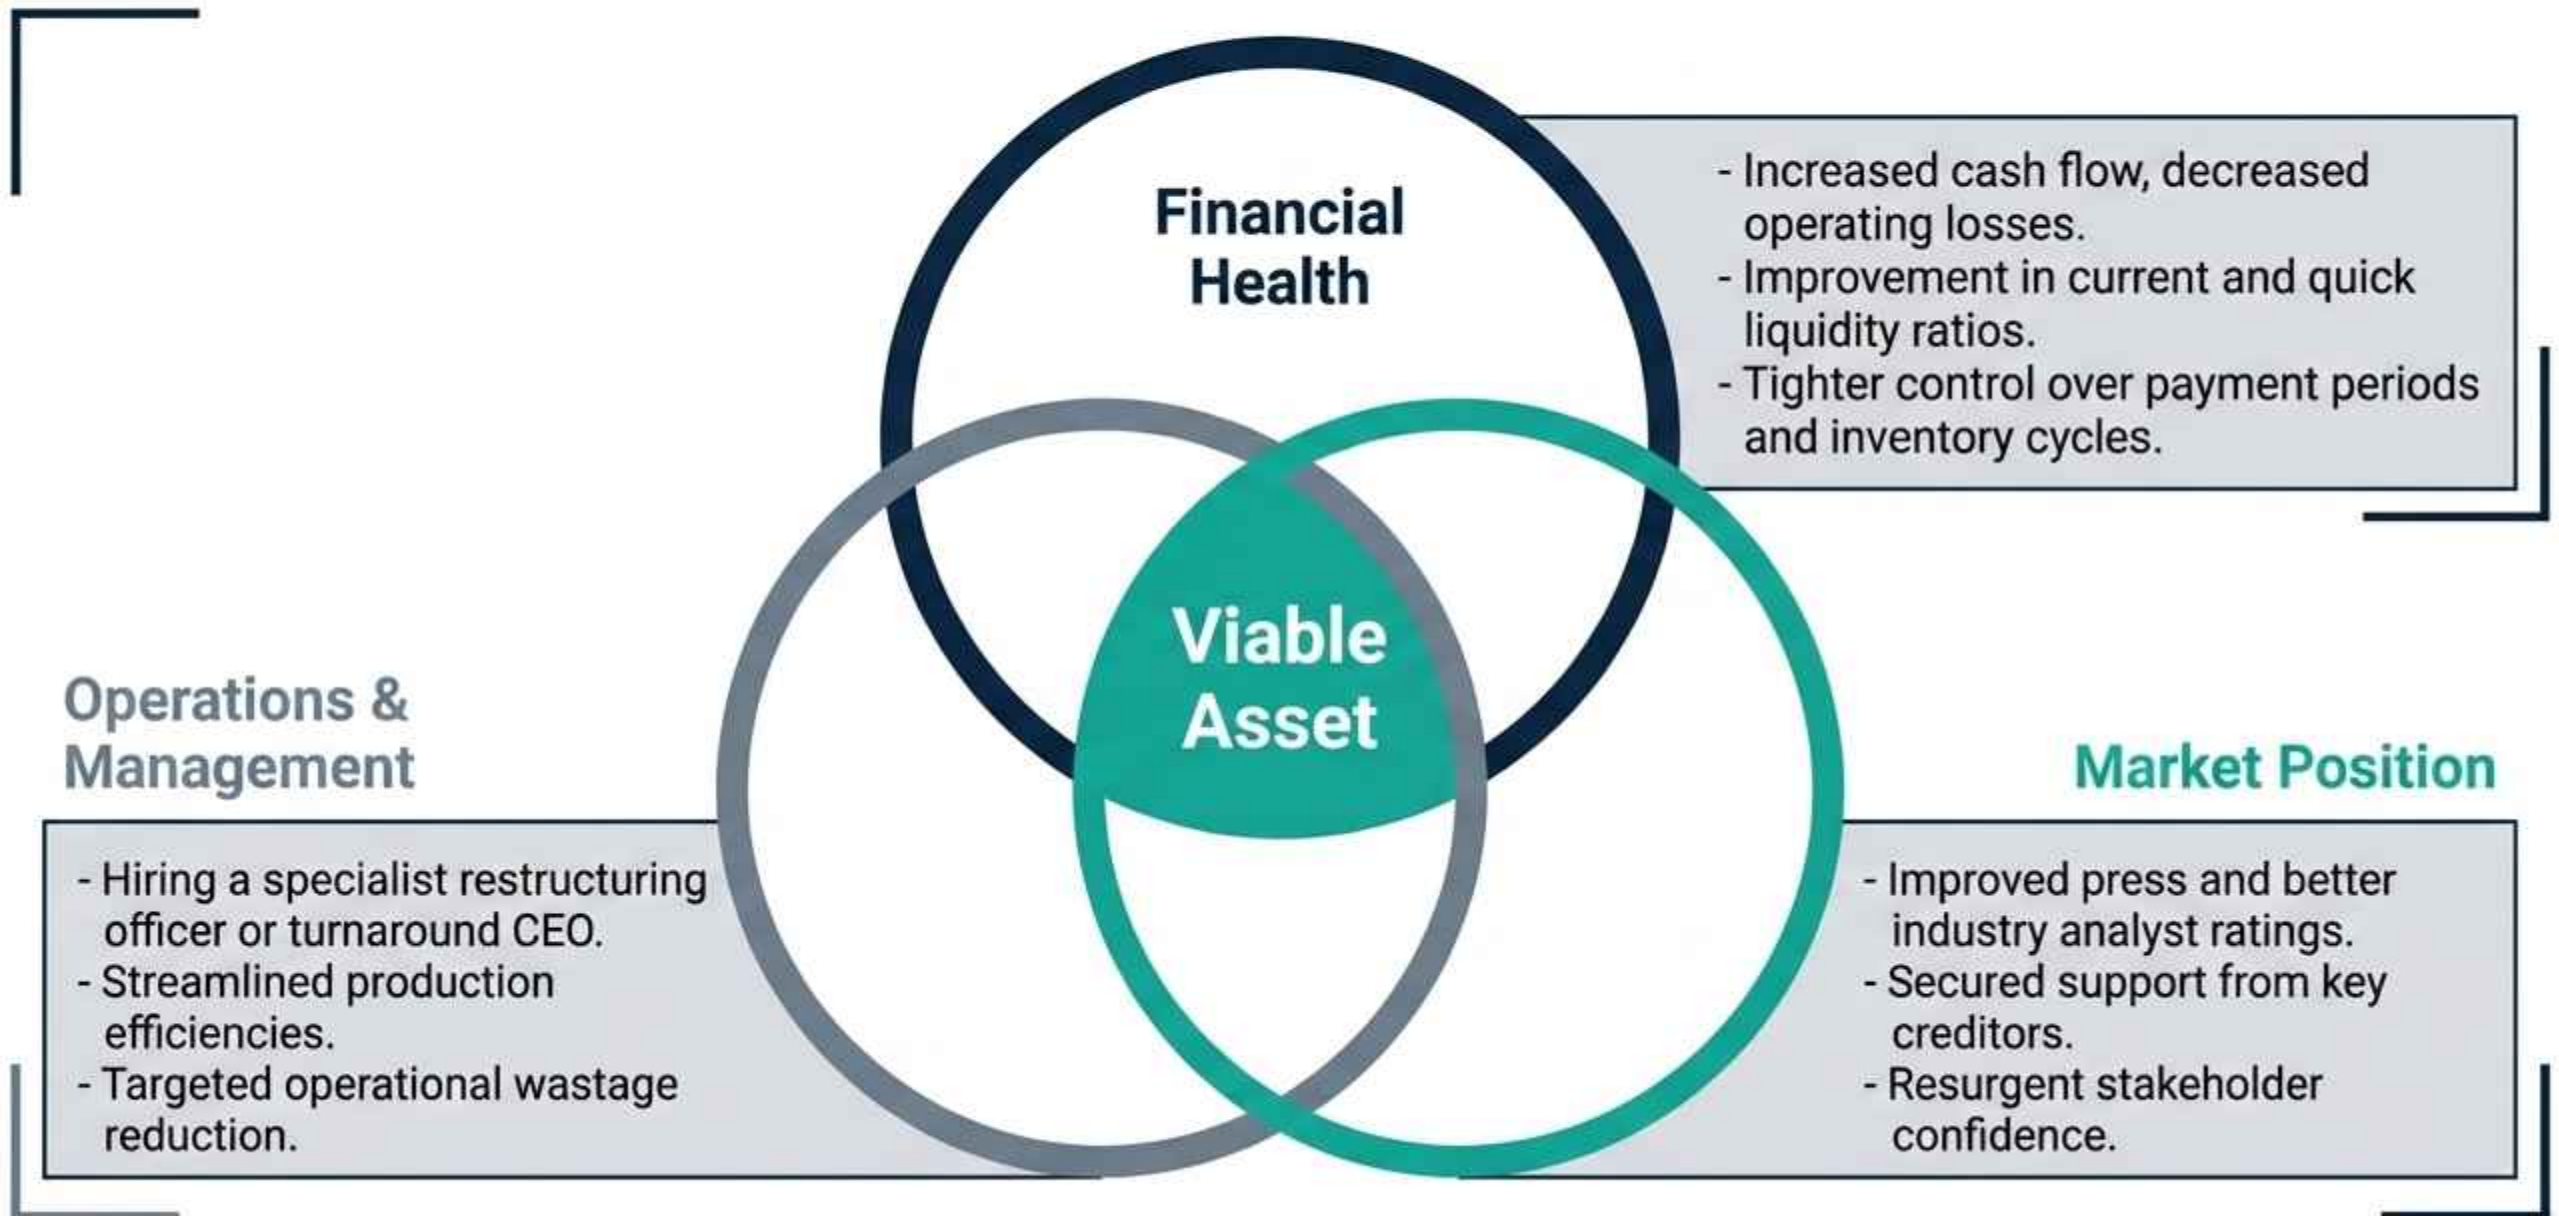 Financial
Health
- Increased cash flow, decreased
operating losses.
- Improvement in current and quick
liquidity ratios.
- Tighter control over payment periods
and inventory cycles.
Viable
Asset
Operations &
Management
- Hiring a specialist restructuring
officer or turnaround CEO.
- Streamlined production
efficiencies.
- Targeted operational wastage
reduction.
Market Position
- Improved press and better
industry analyst ratings.
- Secured support from key
creditors.
- Resurgent stakeholder
confidence.